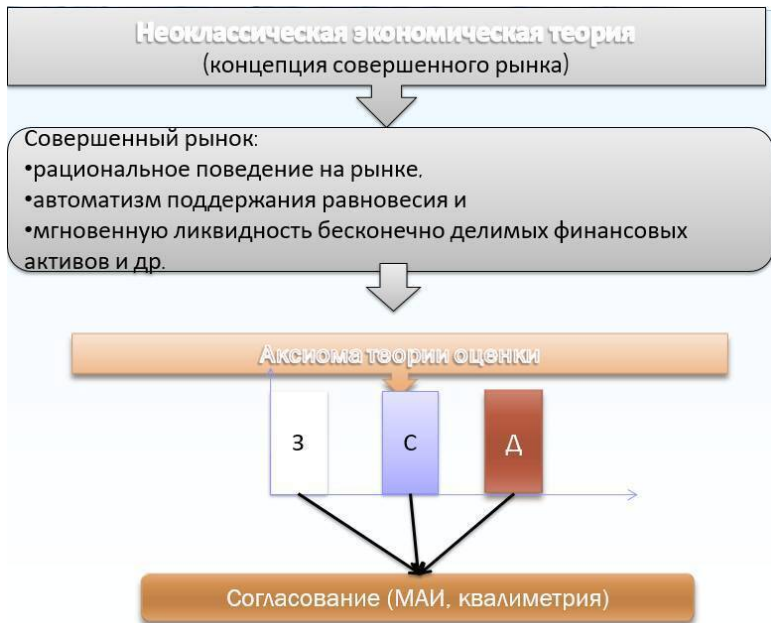 Неоклассическая экономическая теория
(концепция совершенного рынка)
Совершенный рынок:
•рациональное поведение на рынке,
•автоматизм поддержания равновесия и
•мгновенную ликвидность бесконечно делимых финансовых
активов и др.
Аксиома теории оценки
З
С
Д
Согласование (МАИ, квалиметрия)